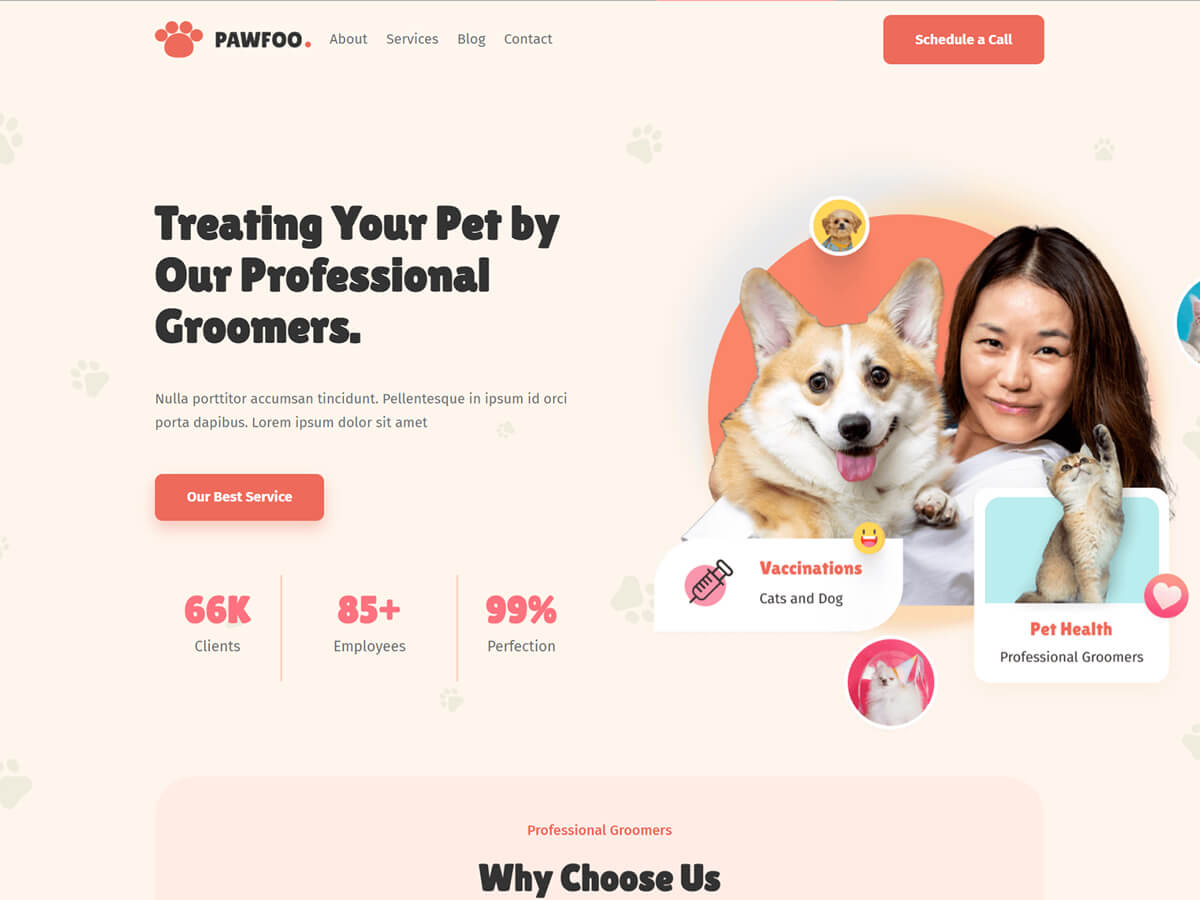 PAWFOO.
About
Services
Blog
Contact
Schedule a Call
Treating Your Pet by
Our Professional
Groomers.
Nulla porttitor accumsan tincidunt. Pellentesque in ipsum id orci
porta dapibus. Lorem ipsum dolor sit amet
Our Best Service
66K
Clients
85+
Employees
99%
Perfection
Vaccinations
Cats and Dog
Pet Health
Professional Groomers
Professional Groomers
Why Choose Us